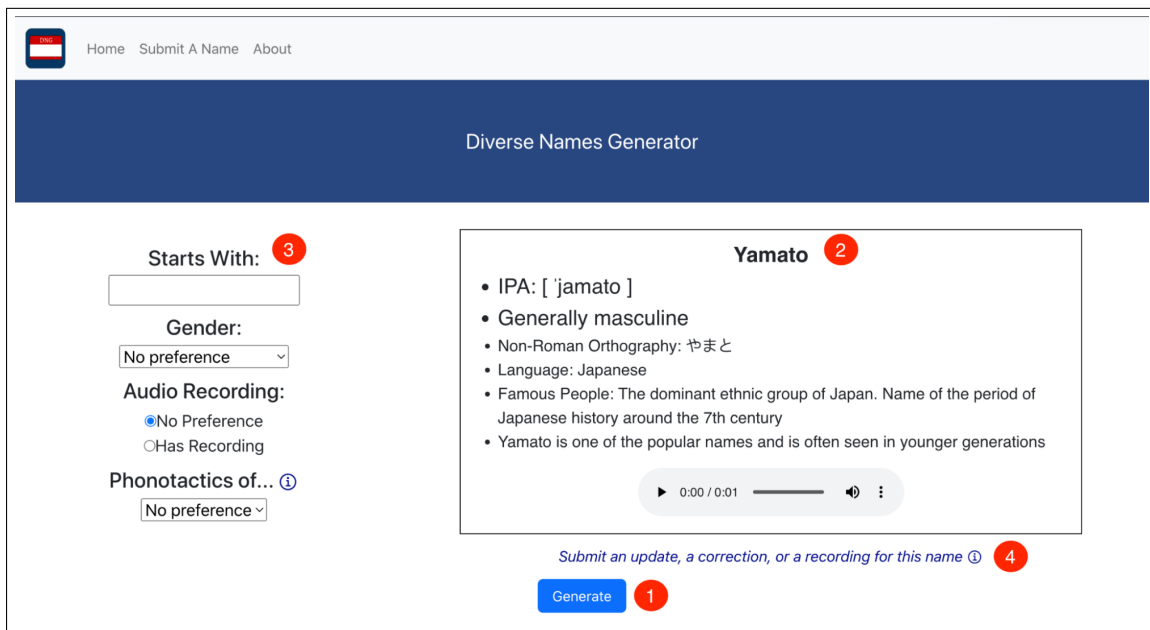 DNG
Home Submit A Name About
Diverse Names Generator
Starts With: 3
Gender:
No preference
Audio Recording:
No Preference
Has Recording
Phonotactics of...
No preference
Yamato 2
• IPA: [ ˈjamato ]
• Generally masculine
• Non-Roman Orthography: やまと
• Language: Japanese
• Famous People: The dominant ethnic group of Japan. Name of the period of
Japanese history around the 7th century
• Yamato is one of the popular names and is often seen in younger generations
0:00 / 0:01
Submit an update, a correction, or a recording for this name 4
Generate 1